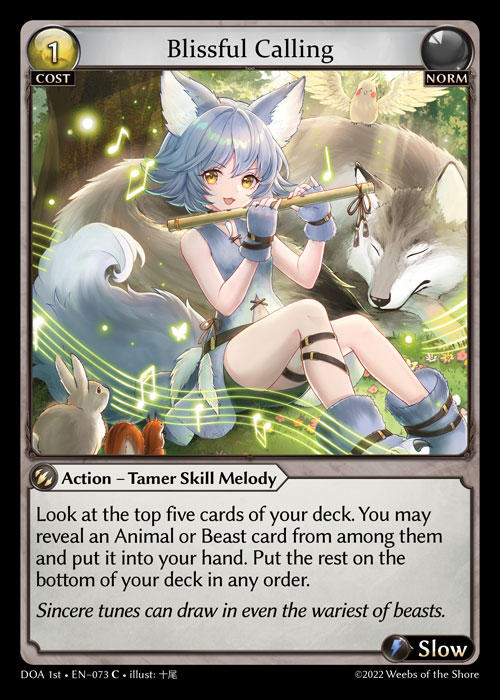 1
Blissful Calling
COST
NORM
Action – Tamer Skill Melody
Look at the top five cards of your deck. You may
reveal an Animal or Beast card from among them
and put it into your hand. Put the rest on the
bottom of your deck in any order.
Sincere tunes can draw in even the wariest of beasts.
Slow
DOA 1st • EN–073 C • illust: 十尾
©2022 Weebs of the Shore